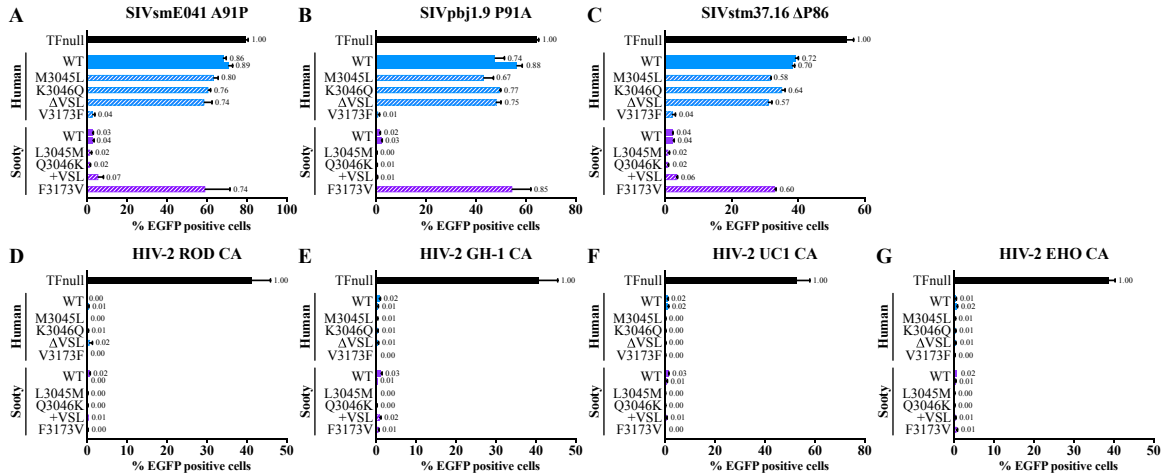 A SIVsmE041 A91P
TFnull 1.00
Human
WT 0.86
0.89
M3045L 0.80
K3046Q 0.76
ΔVSL 0.74
V3173F 0.04
Sooty
WT 0.03
0.04
L3045M 0.02
Q3046K 0.02
+VSL 0.07
F3173V 0.74
0 20 40 60 80 100
% EGFP positive cells
B SIVpbj1.9 P91A
TFnull 1.00
Human
WT 0.74
0.88
M3045L 0.67
K3046Q 0.77
ΔVSL 0.75
V3173F 0.01
Sooty
WT 0.02
0.03
L3045M 0.00
Q3046K 0.01
+VSL 0.01
F3173V 0.85
0 20 40 60 80
% EGFP positive cells
C SIVstm37.16 ΔP86
TFnull 1.00
Human
WT 0.72
0.70
M3045L 0.58
K3046Q 0.64
ΔVSL 0.57
V3173F 0.04
Sooty
WT 0.04
0.04
L3045M 0.02
Q3046K 0.02
+VSL 0.06
F3173V 0.60
0 20 40 60
% EGFP positive cells
D HIV-2 ROD CA
TFnull 1.00
Human
WT 0.00
0.01
M3045L 0.00
K3046Q 0.01
ΔVSL 0.02
V3173F 0.00
Sooty
WT 0.02
0.00
L3045M 0.00
Q3046K 0.00
+VSL 0.01
F3173V 0.00
0 10 20 30 40 50
% EGFP positive cells
E HIV-2 GH-1 CA
TFnull 1.00
Human
WT 0.02
0.01
M3045L 0.00
K3046Q 0.01
ΔVSL 0.01
V3173F 0.00
Sooty
WT 0.03
0.01
L3045M 0.00
Q3046K 0.00
+VSL 0.02
F3173V 0.01
0 10 20 30 40 50
% EGFP positive cells
F HIV-2 UC1 CA
TFnull 1.00
Human
WT 0.02
0.02
M3045L 0.00
K3046Q 0.00
ΔVSL 0.00
V3173F 0.00
Sooty
WT 0.03
0.01
L3045M 0.00
Q3046K 0.00
+VSL 0.01
F3173V 0.00
0 20 40 60 80
% EGFP positive cells
G HIV-2 EHO CA
TFnull 1.00
Human
WT 0.01
0.02
M3045L 0.00
K3046Q 0.01
ΔVSL 0.01
V3173F 0.00
Sooty
WT 0.02
0.01
L3045M 0.00
Q3046K 0.00
+VSL 0.01
F3173V 0.01
0 10 20 30 40 50
% EGFP positive cells